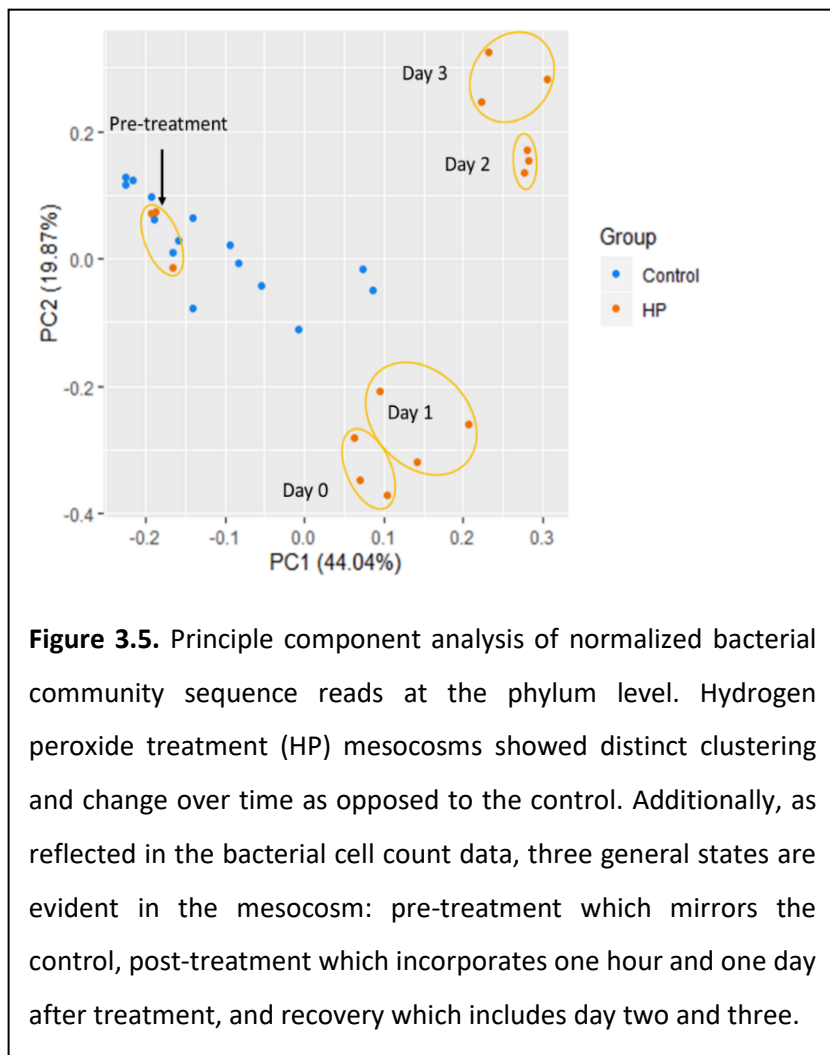 Day 3
Pre-treatment
Day 2
Day 1
Day 0
0.2
0.0
-0.2
-0.4
PC2 (19.87%)
-0.2 -0.1 0.0 0.1 0.2 0.3
PC1 (44.04%)
Group
Control
HP
Figure 3.5. Principle component analysis of normalized bacterial
community sequence reads at the phylum level. Hydrogen
peroxide treatment (HP) mesocosms showed distinct clustering
and change over time as opposed to the control. Additionally, as
reflected in the bacterial cell count data, three general states are
evident in the mesocosm: pre-treatment which mirrors the
control, post-treatment which incorporates one hour and one day
after treatment, and recovery which includes day two and three.